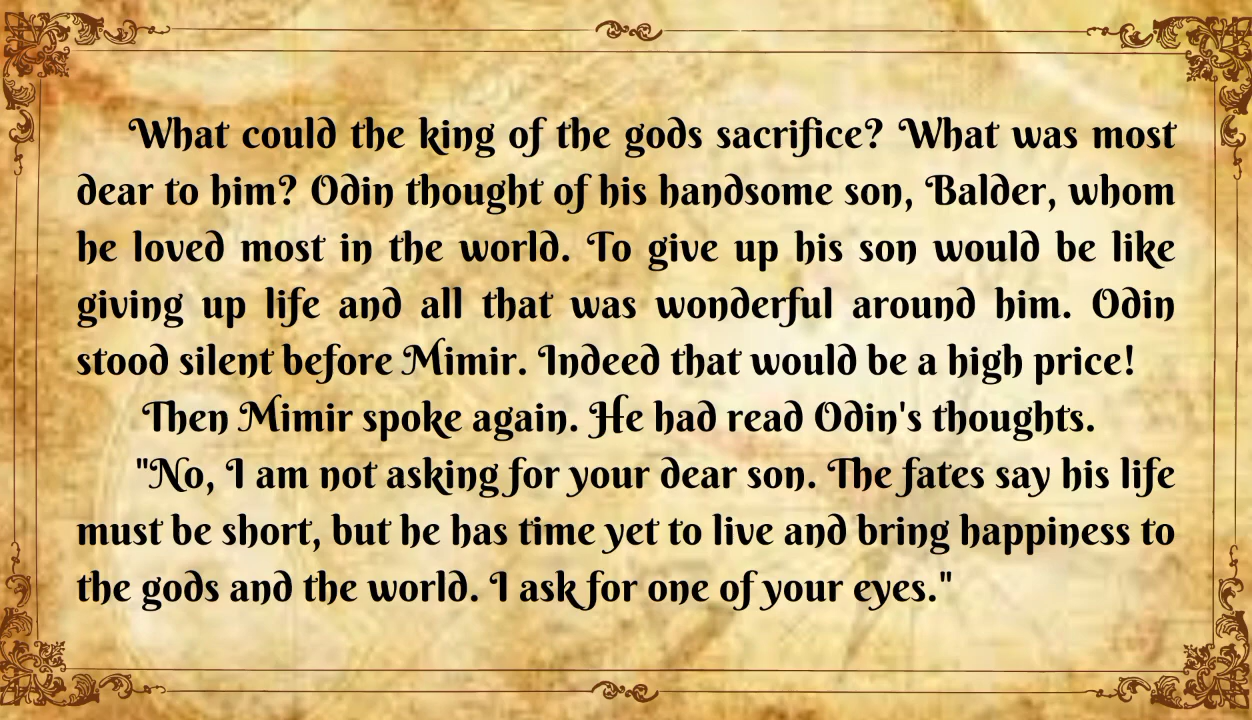 What could the king of the gods sacrifice? What was most
dear to him? Odin thought of his handsome son, Balder, whom
he loved most in the world. To give up his son would be like
giving up life and all that was wonderful around him. Odin
stood silent before Mimir. Indeed that would be a high price!
Then Mimir spoke again. He had read Odin's thoughts.
"No, I am not asking for your dear son. The fates say his life
must be short, but he has time yet to live and bring happiness to
the gods and the world. I ask for one of your eyes."